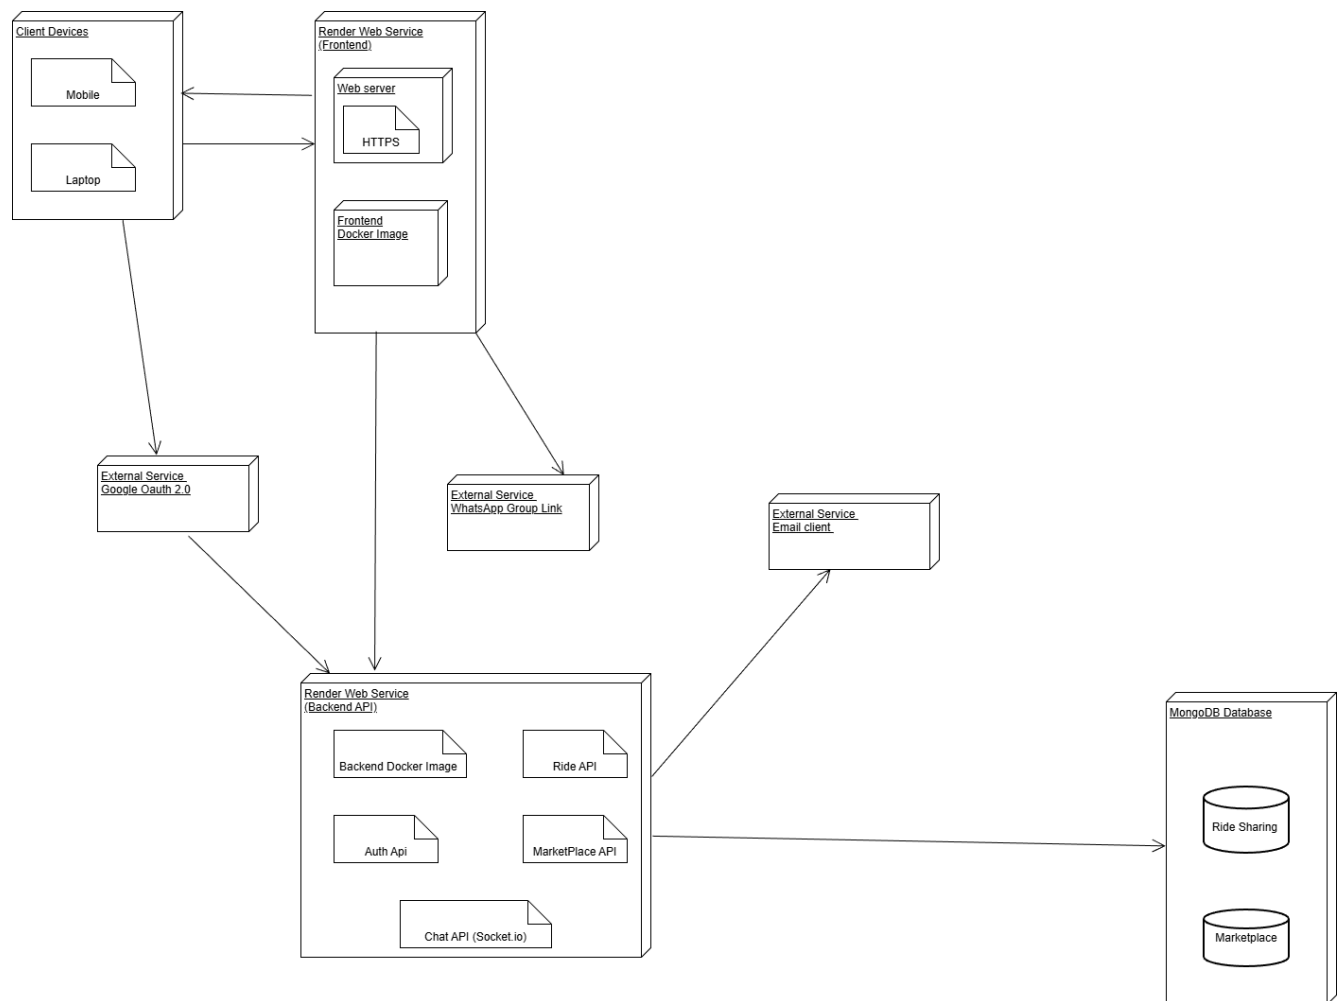 Client Devices
Mobile
Laptop
Render Web Service
(Frontend)
Web server
HTTPS
Frontend
Docker Image
External Service
Google Oauth 2.0
External Service
WhatsApp Group Link
External Service
Email client
Render Web Service
(Backend API)
Backend Docker Image
Ride API
Auth Api
MarketPlace API
Chat API (Socket.io)
MongoDB Database
Ride Sharing
Marketplace